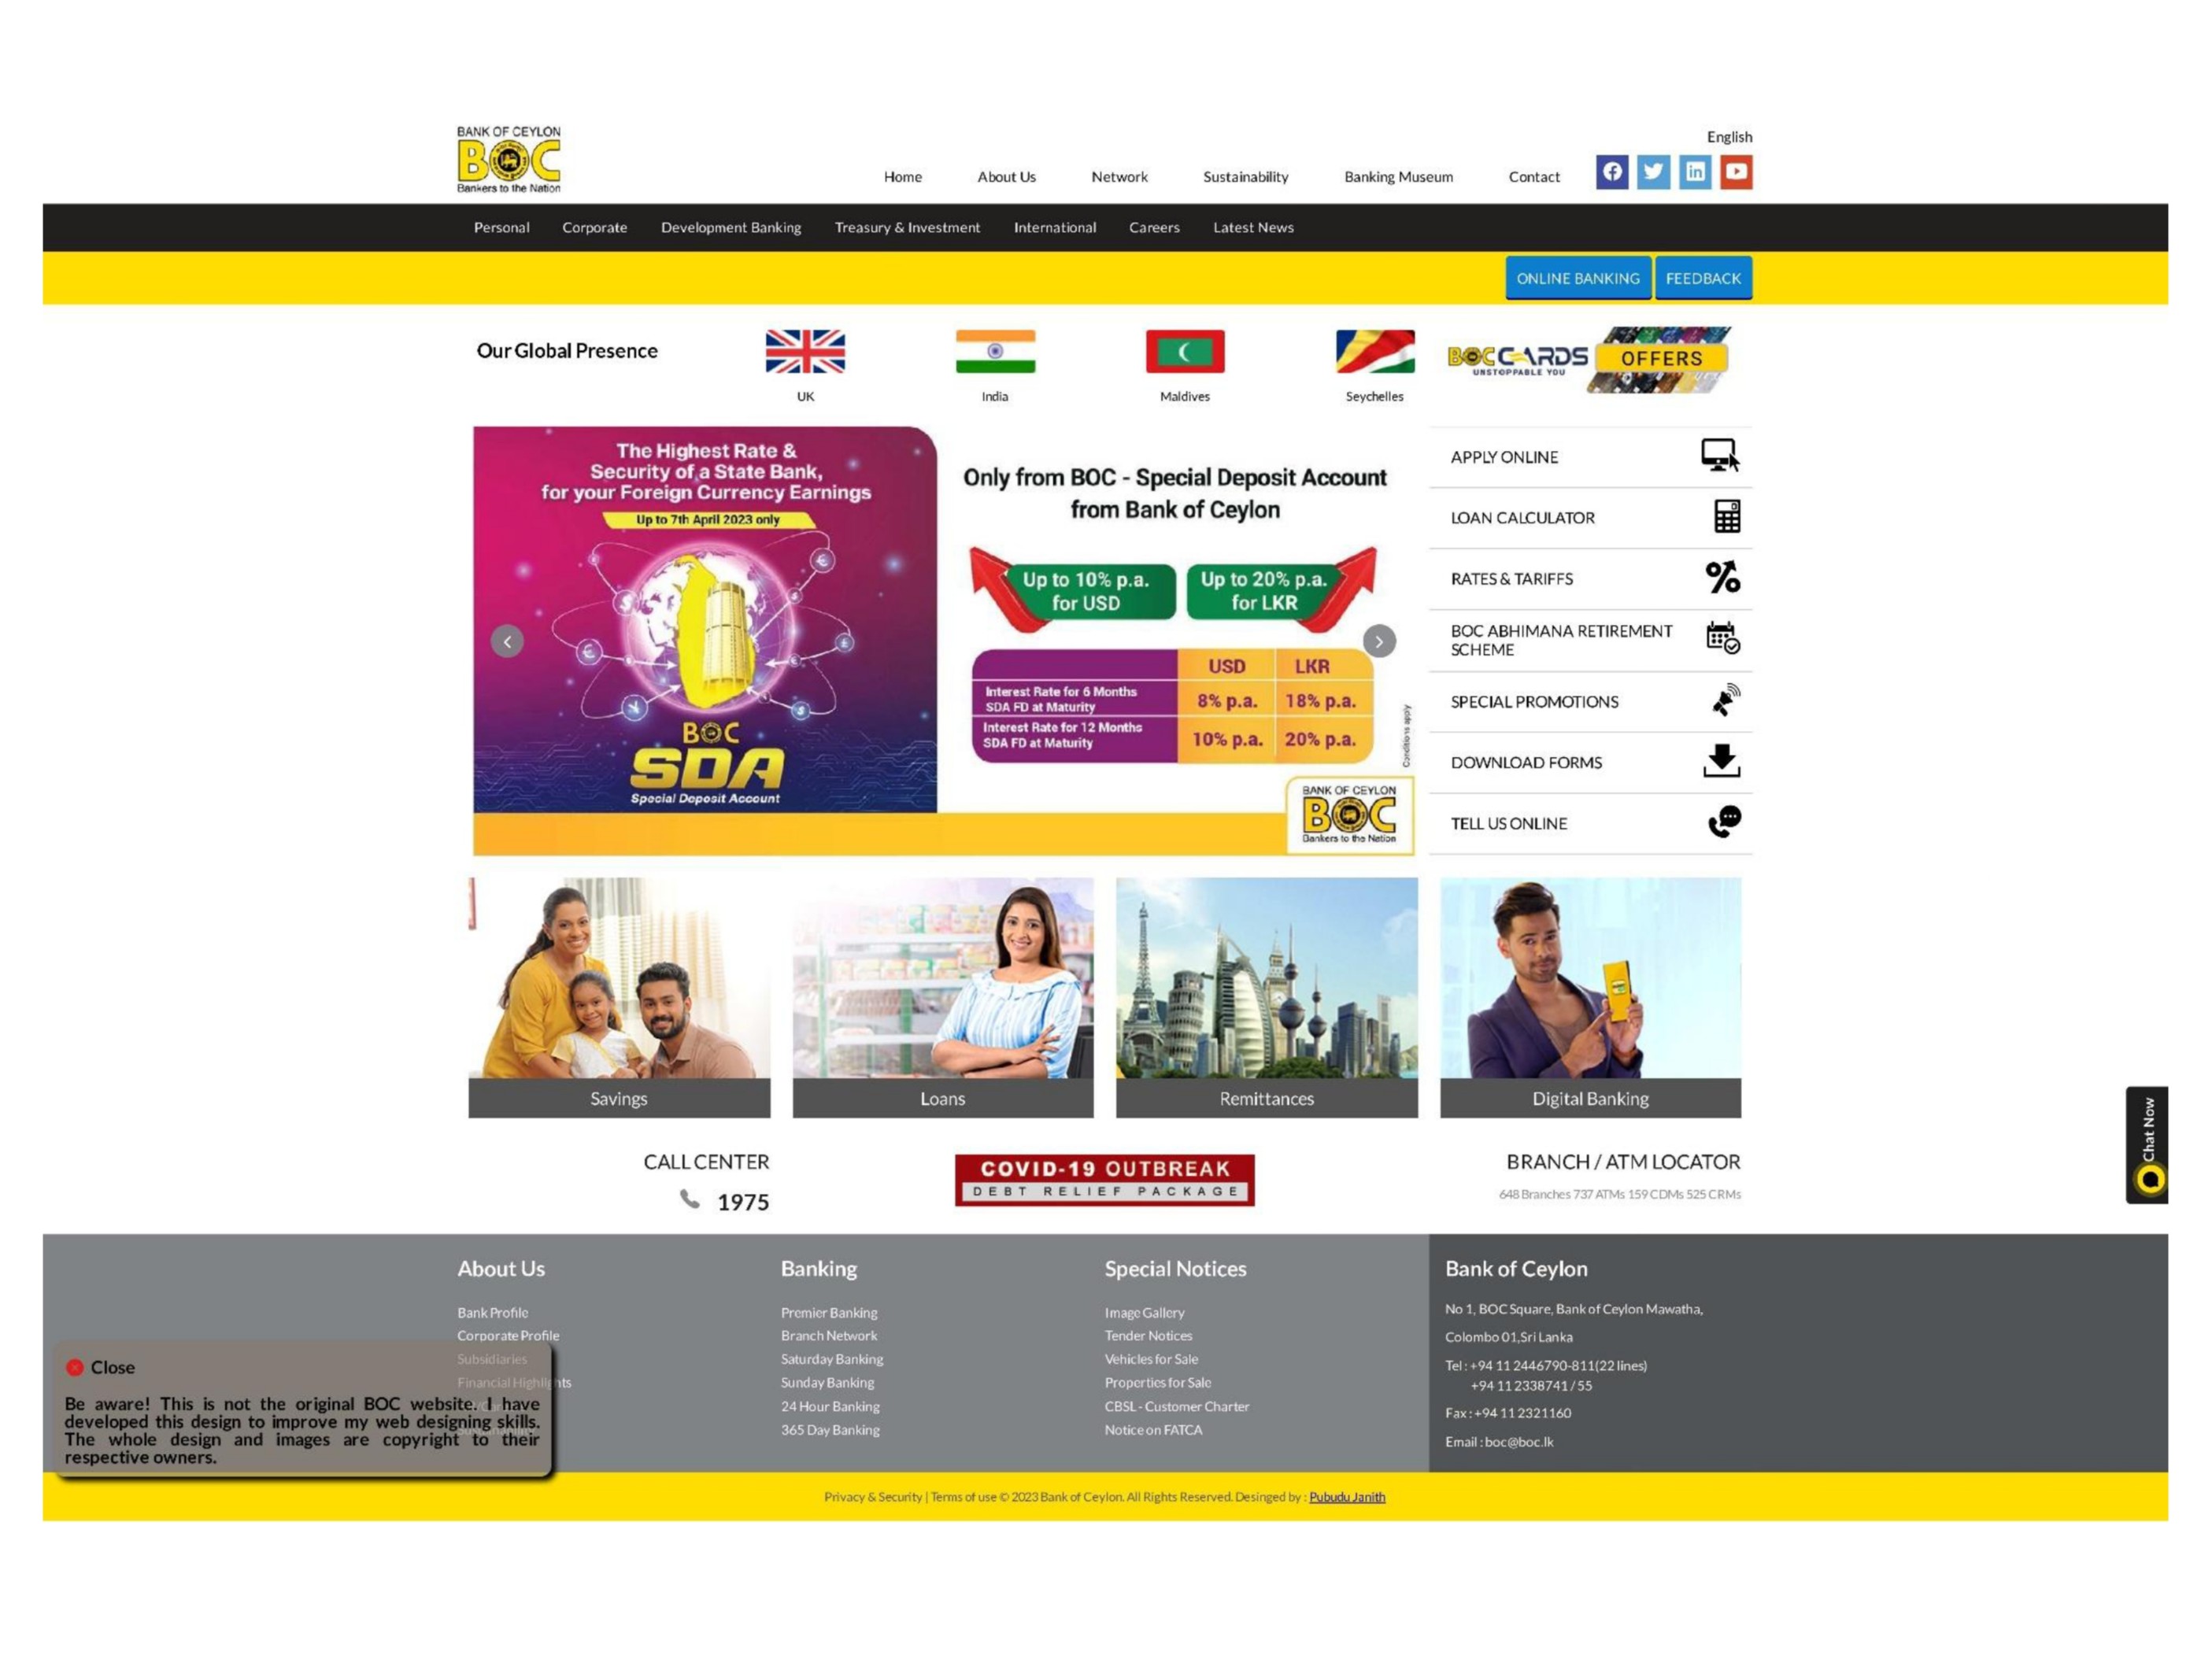 BANK OF CEYLON
BOC
Bankers to the Nation
English
Home About Us Network Sustainability Banking Museum Contact
Personal Corporate Development Banking Treasury & Investment International Careers Latest News
ONLINE BANKING FEEDBACK
Our Global Presence
UK
India
Maldives
Seychelles
BOC CARDS
UNSTOPPABLE YOU
OFFERS
The Highest Rate &
Security of a State Bank,
for your Foreign Currency Earnings
Up to 7th April 2023 only
BOC
SDA
Special Deposit Account
Only from BOC - Special Deposit Account
from Bank of Ceylon
Up to 10% p.a.
for USD
Up to 20% p.a.
for LKR
USD LKR
Interest Rate for 6 Months
SDA FD at Maturity
8% p.a. 18% p.a.
Interest Rate for 12 Months
SDA FD at Maturity
10% p.a. 20% p.a.
Conditions apply
BANK OF CEYLON
BOC
Bankers to the Nation
APPLY ONLINE
LOAN CALCULATOR
RATES & TARIFFS
BOC ABHIMANA RETIREMENT
SCHEME
SPECIAL PROMOTIONS
DOWNLOAD FORMS
TELL US ONLINE
Savings
Loans
Remittances
Digital Banking
CALL CENTER
1975
COVID-19 OUTBREAK
DEBT RELIEF PACKAGE
BRANCH / ATM LOCATOR
648 Branches 737 ATMs 159 CDMs 525 CRMs
Chat Now
About Us
Bank Profile
Corporate Profile
Subsidiaries
Financial Highlights
Banking
Premier Banking
Branch Network
Saturday Banking
Sunday Banking
24 Hour Banking
365 Day Banking
Special Notices
Image Gallery
Tender Notices
Vehicles for Sale
Properties for Sale
CBSL - Customer Charter
Notice on FATCA
Bank of Ceylon
No 1, BOC Square, Bank of Ceylon Mawatha,
Colombo 01,Sri Lanka
Tel : +94 11 2446790-811(22 lines)
+94 11 2338741 / 55
Fax : +94 11 2321160
Email : boc@boc.lk
Close
Be aware! This is not the original BOC website. I have
developed this design to improve my web designing skills.
The whole design and images are copyright to their
respective owners.
Privacy & Security | Terms of use © 2023 Bank of Ceylon. All Rights Reserved. Desinged by : Pubudu Janith